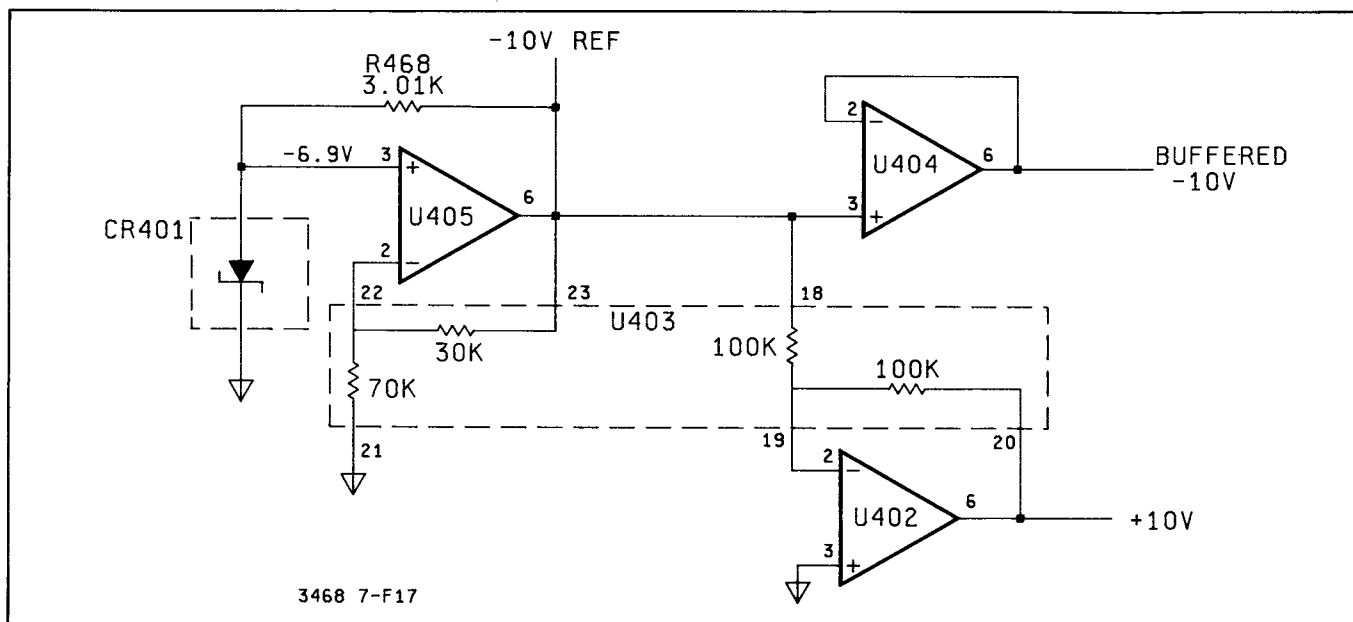 -10V REF
R468
3.01K
-6.9V
3
+
U405
6
2
−
CR401
22
23
U403
30K
70K
21
18
100K
100K
19
20
2
−
U404
6
3
+
BUFFERED
-10V
2
−
U402
6
3
+
+10V
3468 7-F17